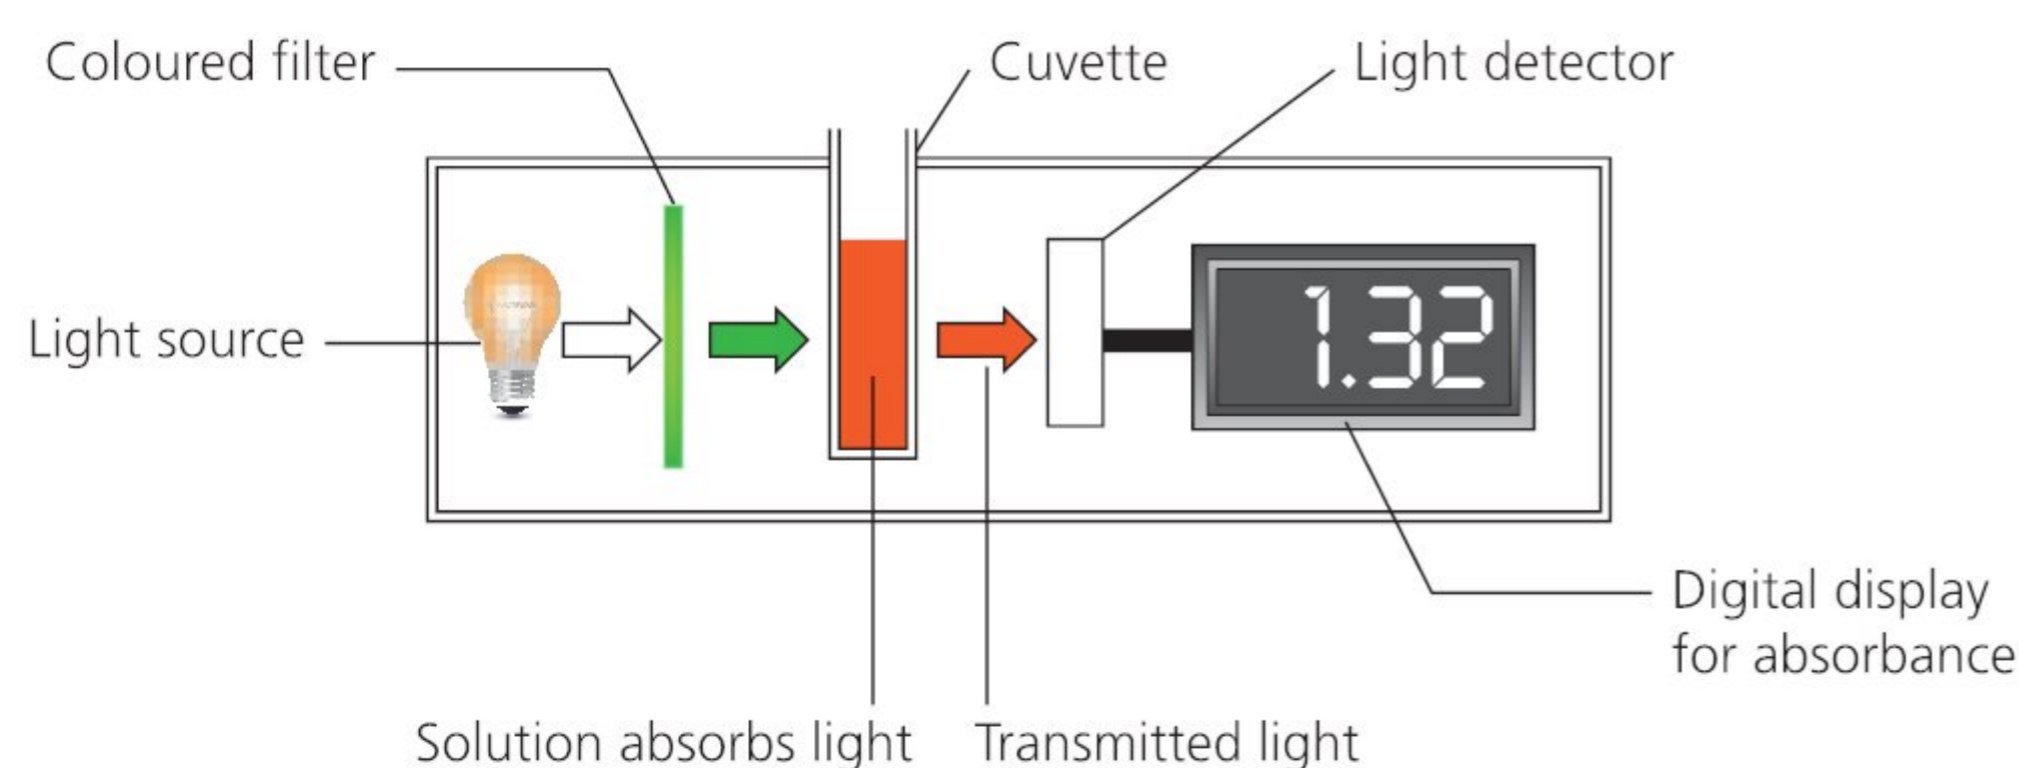 Coloured filter
Cuvette
Light detector
Light source
1.32
Digital display
for absorbance
Solution absorbs light
Transmitted light